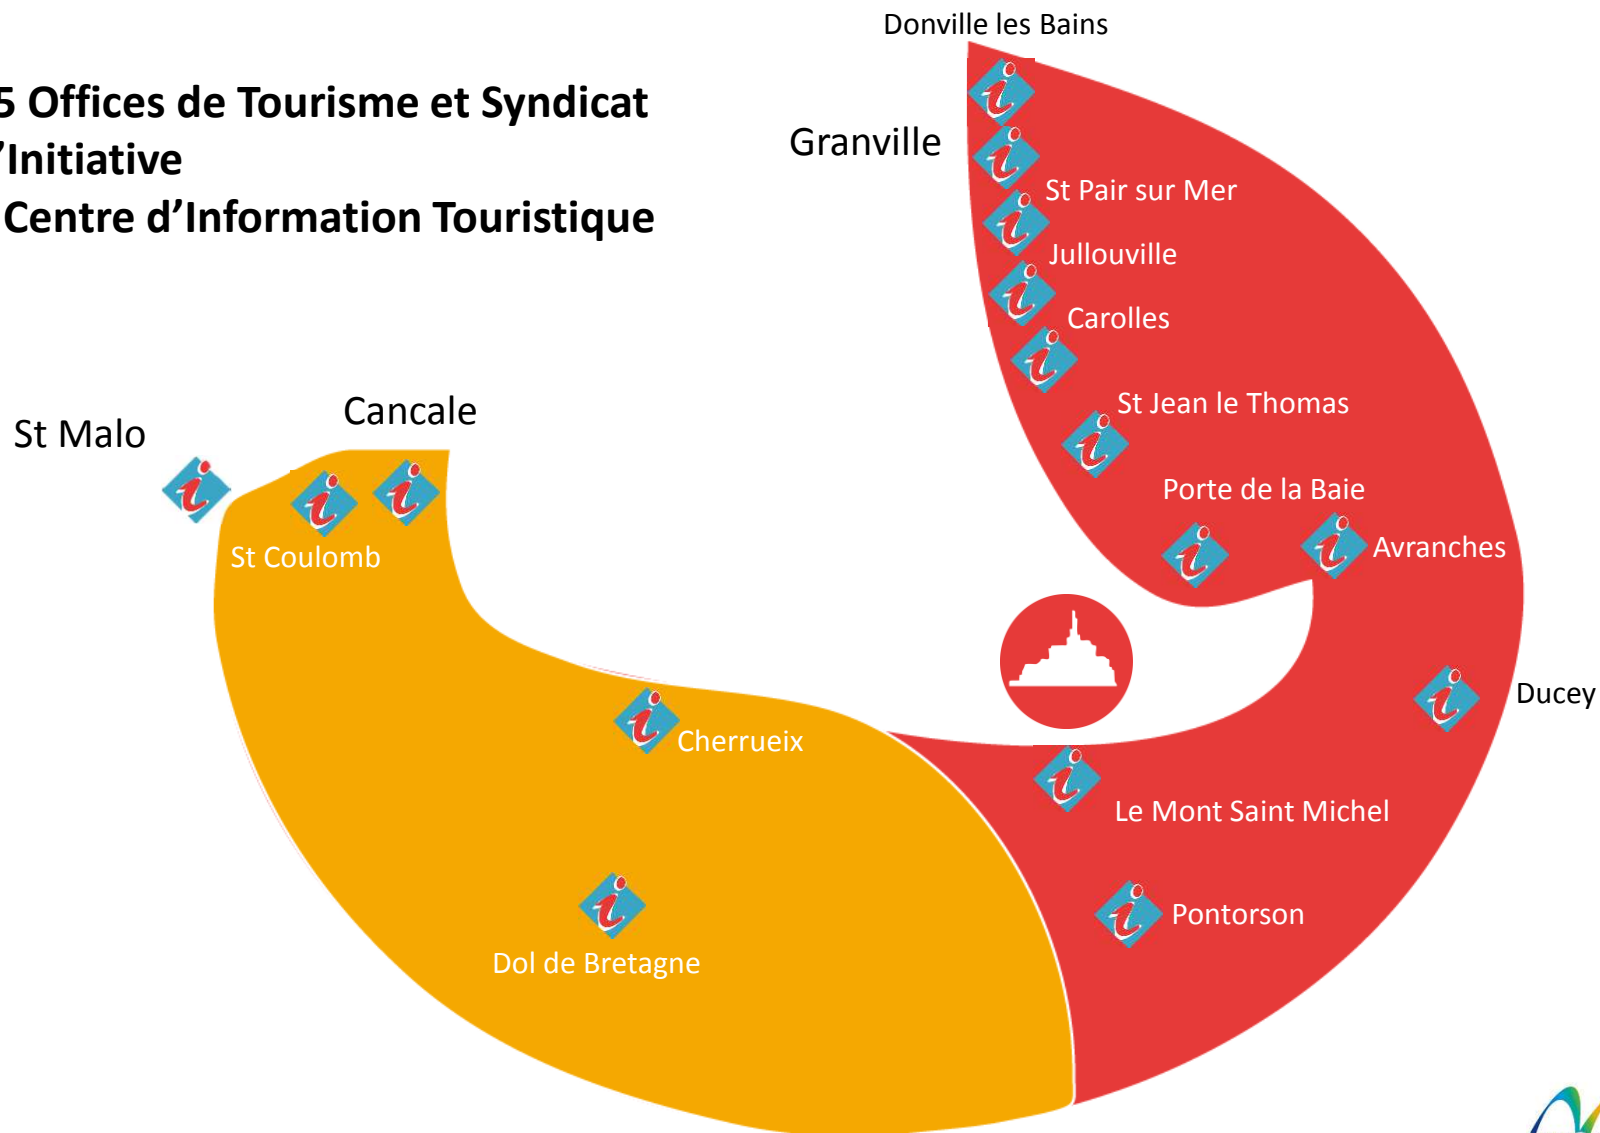 5 Offices de Tourisme et Syndicat
’Initiative
Centre d’Information Touristique
Donville les Bains
Granville
St Pair sur Mer
Jullouville
Carolles
St Jean le Thomas
Cancale
St Malo
Porte de la Baie
Avranches
St Coulomb
Ducey
Cherrueix
Le Mont Saint Michel
Pontorson
Dol de Bretagne